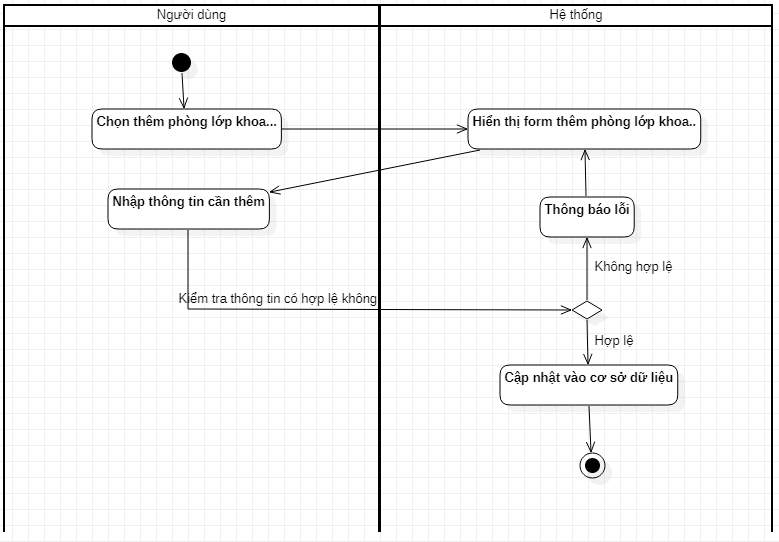 Người dùng
Hệ thống
Chọn thêm phòng lớp khoa...
Hiển thị form thêm phòng lớp khoa..
Nhập thông tin cần thêm
Thông báo lỗi
Không hợp lệ
Kiểm tra thông tin có hợp lệ không
Hợp lệ
Cập nhật vào cơ sở dữ liệu